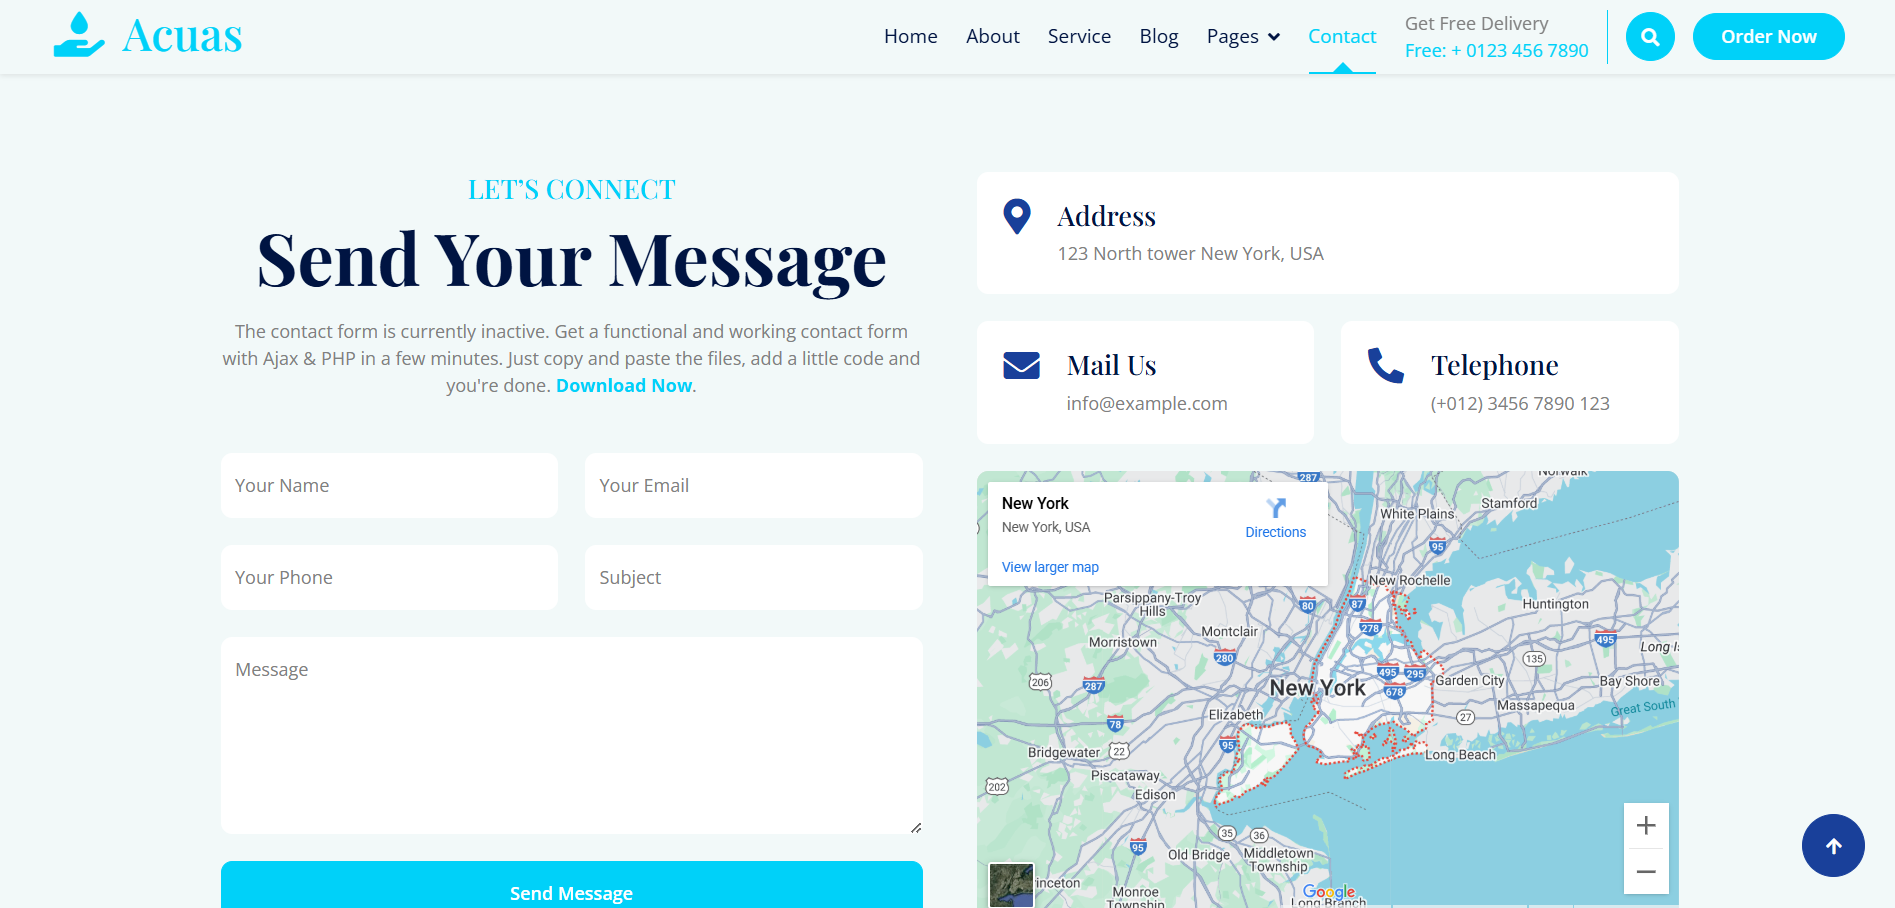 Acuas
Home About Service Blog Pages Contact
Get Free Delivery
Free: + 0123 456 7890
Order Now
LET'S CONNECT
Send Your Message
The contact form is currently inactive. Get a functional and working contact form
with Ajax & PHP in a few minutes. Just copy and paste the files, add a little code and
you're done. Download Now.
Your Name
Your Email
Your Phone
Subject
Message
Send Message
Address
123 North tower New York, USA
Mail Us
info@example.com
Telephone
(+012) 3456 7890 123
New York
New York, USA
Directions
View larger map
287
Norwalk
Stamford
White Plains
95
New Rochelle
Parsippany-Troy
Hills
80
87
Huntington
278
Montclair
Morristown
495
280
135
Long Is
206
287
495
295
Garden City
Bay Shore
New York
678
Massapequa
Great South
Elizabeth
27
78
95
Bridgewater
22
Long Beach
Piscataway
202
Edison
35
36
95
Old Bridge
Middletown
Township
inceton
Monroe
Township
Google
Long Branch